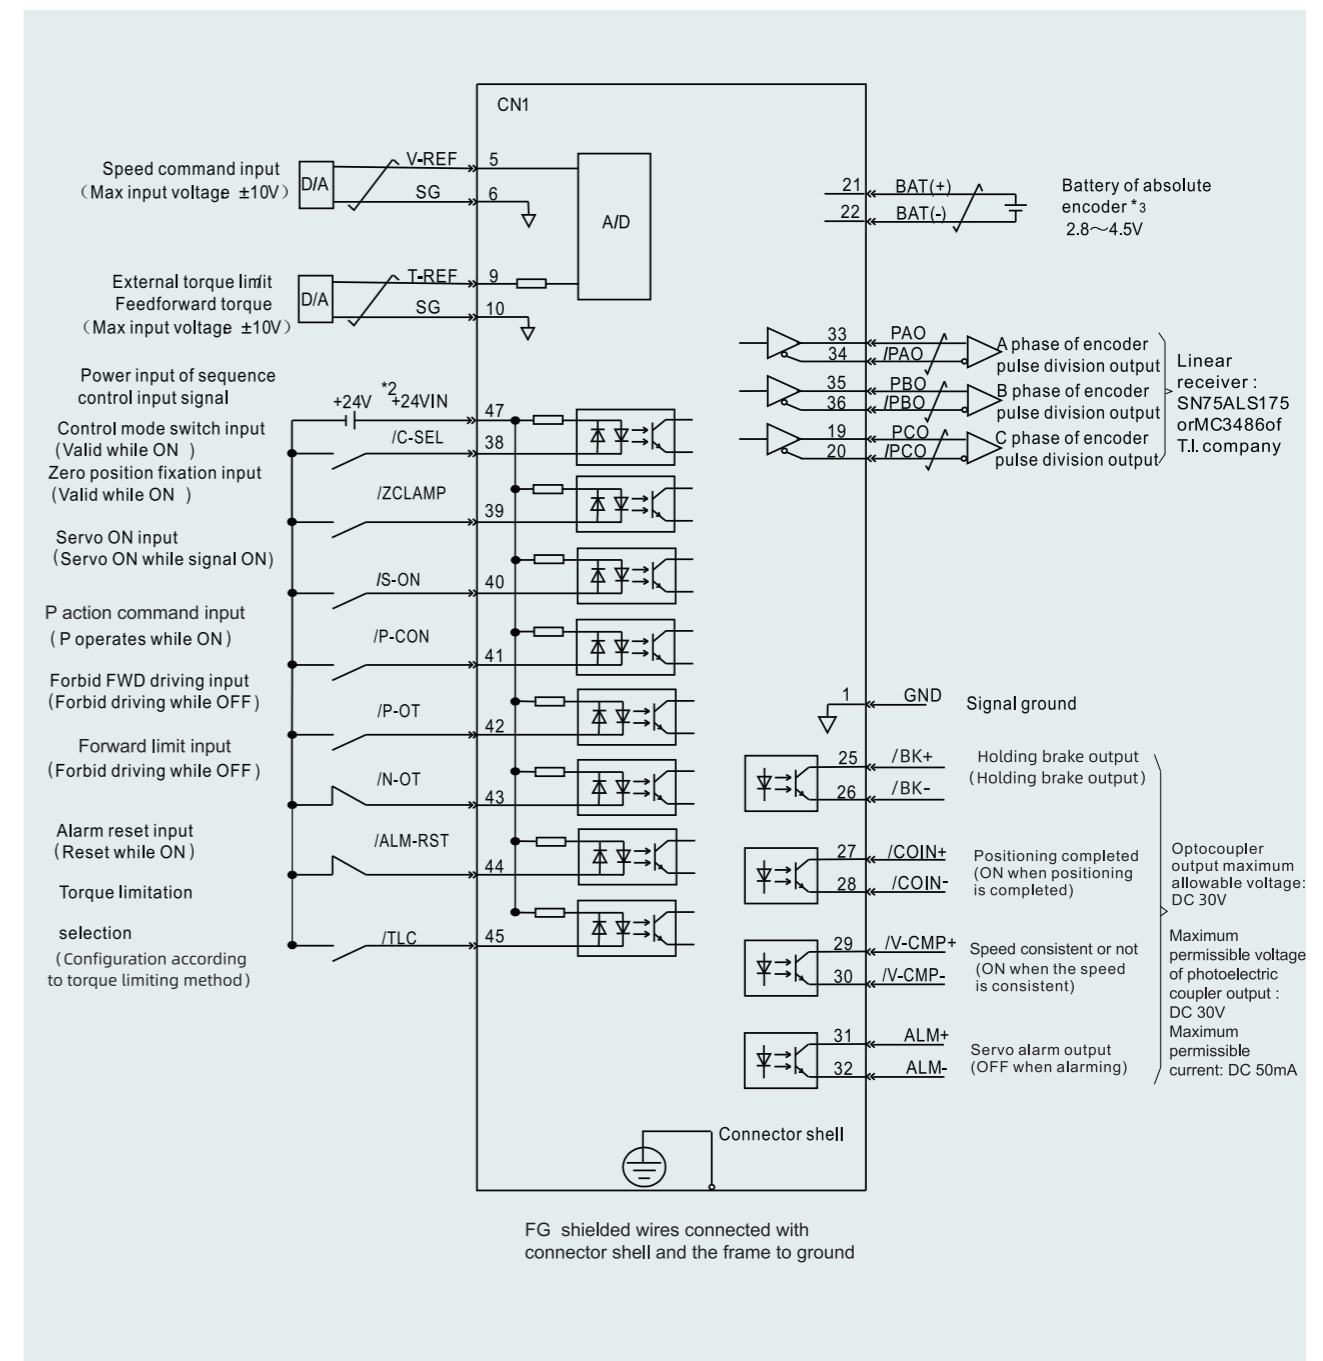 CN1
Speed command input
（Max input voltage ±10V）
D/A
V-REF
5
SG
6
A/D
External torque limit
Feedforward torque
（Max input voltage ±10V）
D/A
T-REF
9
SG
10
Power input of sequence
control input signal
+24V
*2
+24VIN
47
Control mode switch input
(Valid while ON )
/C-SEL
38
Zero position fixation input
(Valid while ON )
/ZCLAMP
39
Servo ON input
(Servo ON while signal ON)
/S-ON
40
P action command input
(P operates while ON)
/P-CON
41
Forbid FWD driving input
(Forbid driving while OFF)
/P-OT
42
Forward limit input
(Forbid driving while OFF)
/N-OT
43
Alarm reset input
(Reset while ON)
/ALM-RST
44
Torque limitation
selection
(Configuration according
to torque limiting method)
/TLC
45
21
BAT(+)
22
BAT(-)
Battery of absolute
encoder *3
2.8～4.5V
33
PAO
34
/PAO
A phase of encoder
pulse division output
35
PBO
36
/PBO
B phase of encoder
pulse division output
19
PCO
20
/PCO
C phase of encoder
pulse division output
Linear
receiver :
SN75ALS175
orMC3486of
T.I. company
1
GND
Signal ground
25
/BK+
26
/BK-
Holding brake output
(Holding brake output)
27
/COIN+
28
/COIN-
Positioning completed
(ON when positioning
is completed)
29
/V-CMP+
30
/V-CMP-
Speed consistent or not
(ON when the speed
is consistent)
31
ALM+
32
ALM-
Servo alarm output
(OFF when alarming)
Optocoupler
output maximum
allowable voltage:
DC 30V
Maximum
permissible voltage
of photoelectric
coupler output :
DC 30V
Maximum
permissible
current: DC 50mA
Connector shell
FG shielded wires connected with
connector shell and the frame to ground